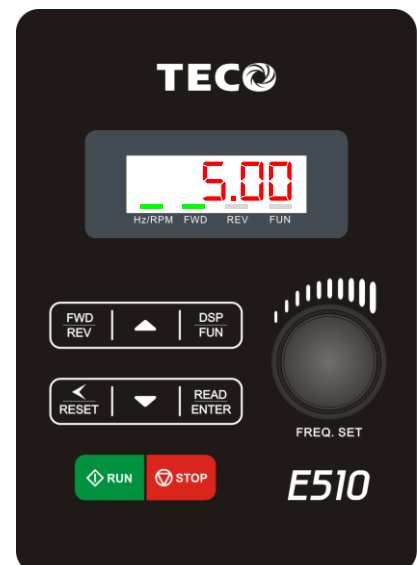 TECO
5.00
Hz/RPM FWD REV FUN
FWD
REV
DSP
FUN
RESET
READ
ENTER
FREQ. SET
RUN STOP
E510